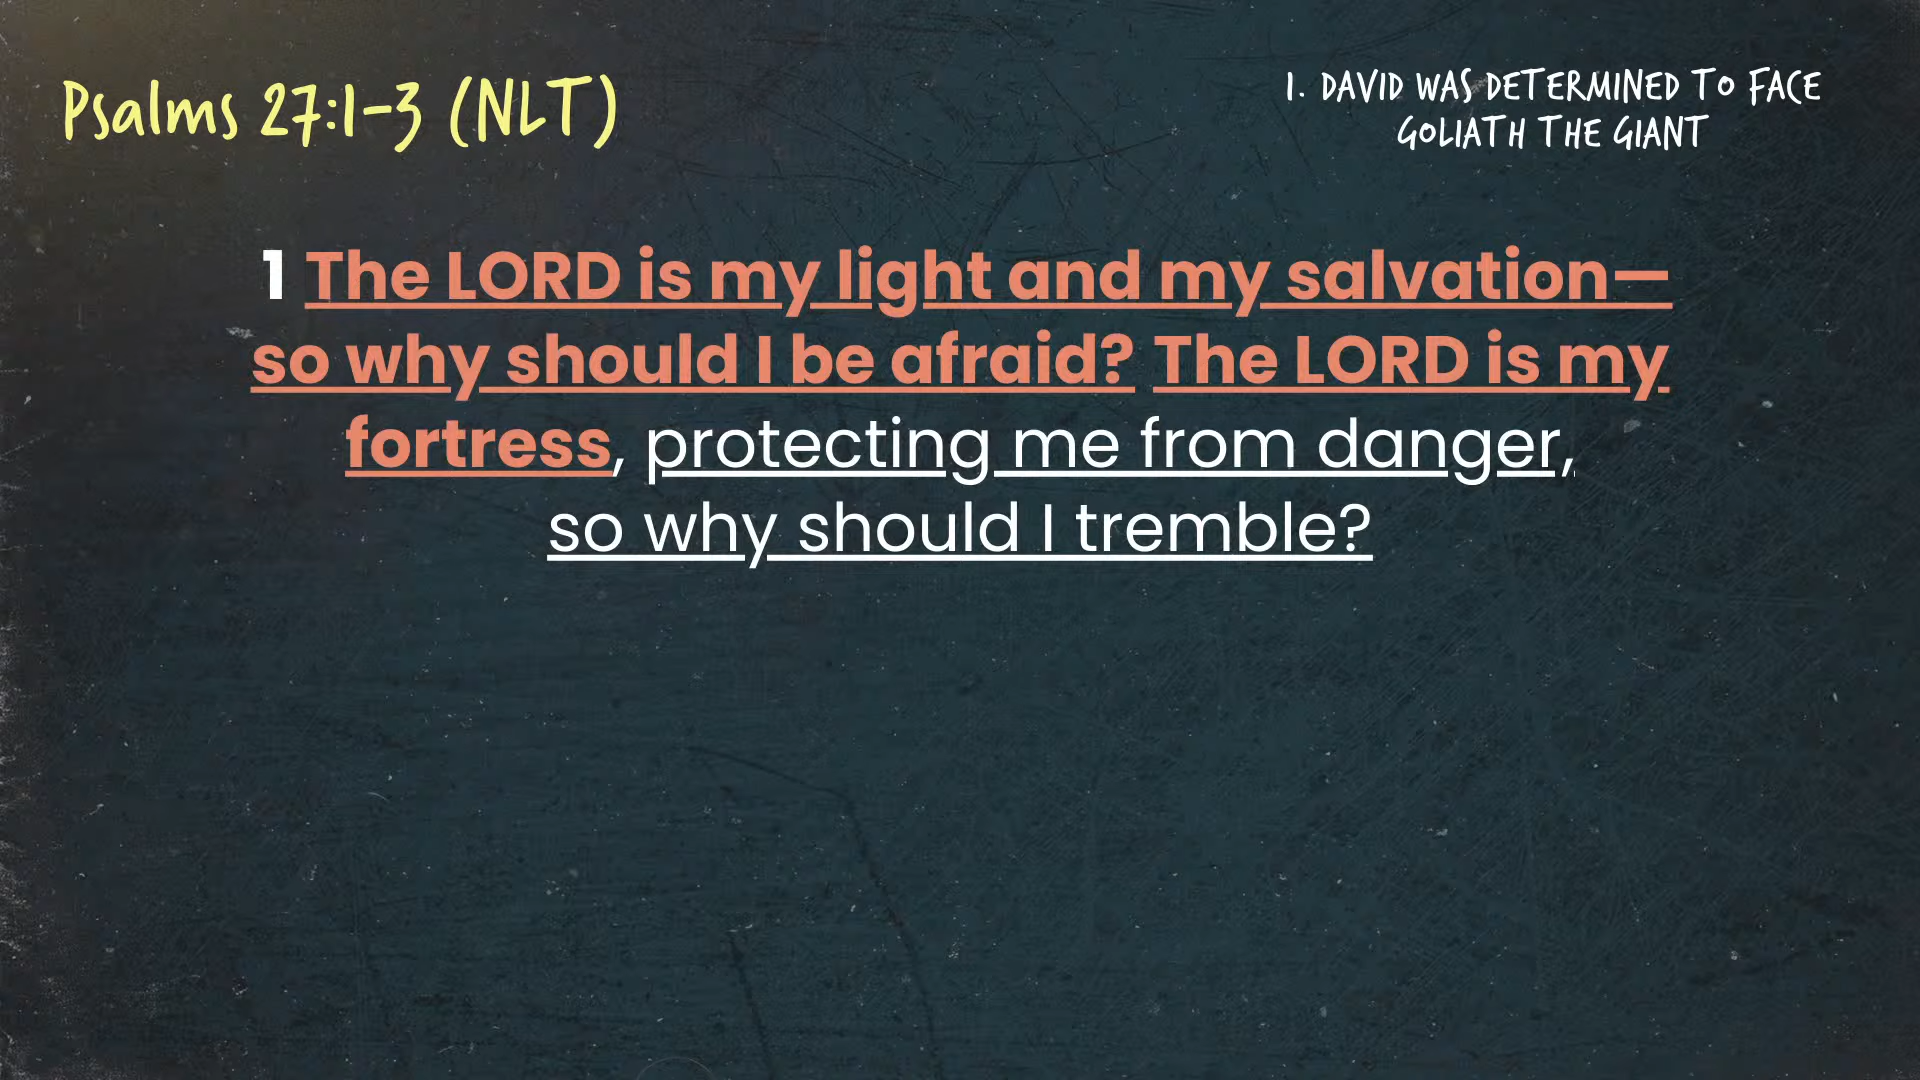 Psalms 27:1-3 (NLT)
1. DAVID WAS DETERMINED TO FACE
GOLIATH THE GIANT
1 The LORD is my light and my salvation—
so why should I be afraid? The LORD is my
fortress, protecting me from danger,
so why should I tremble?